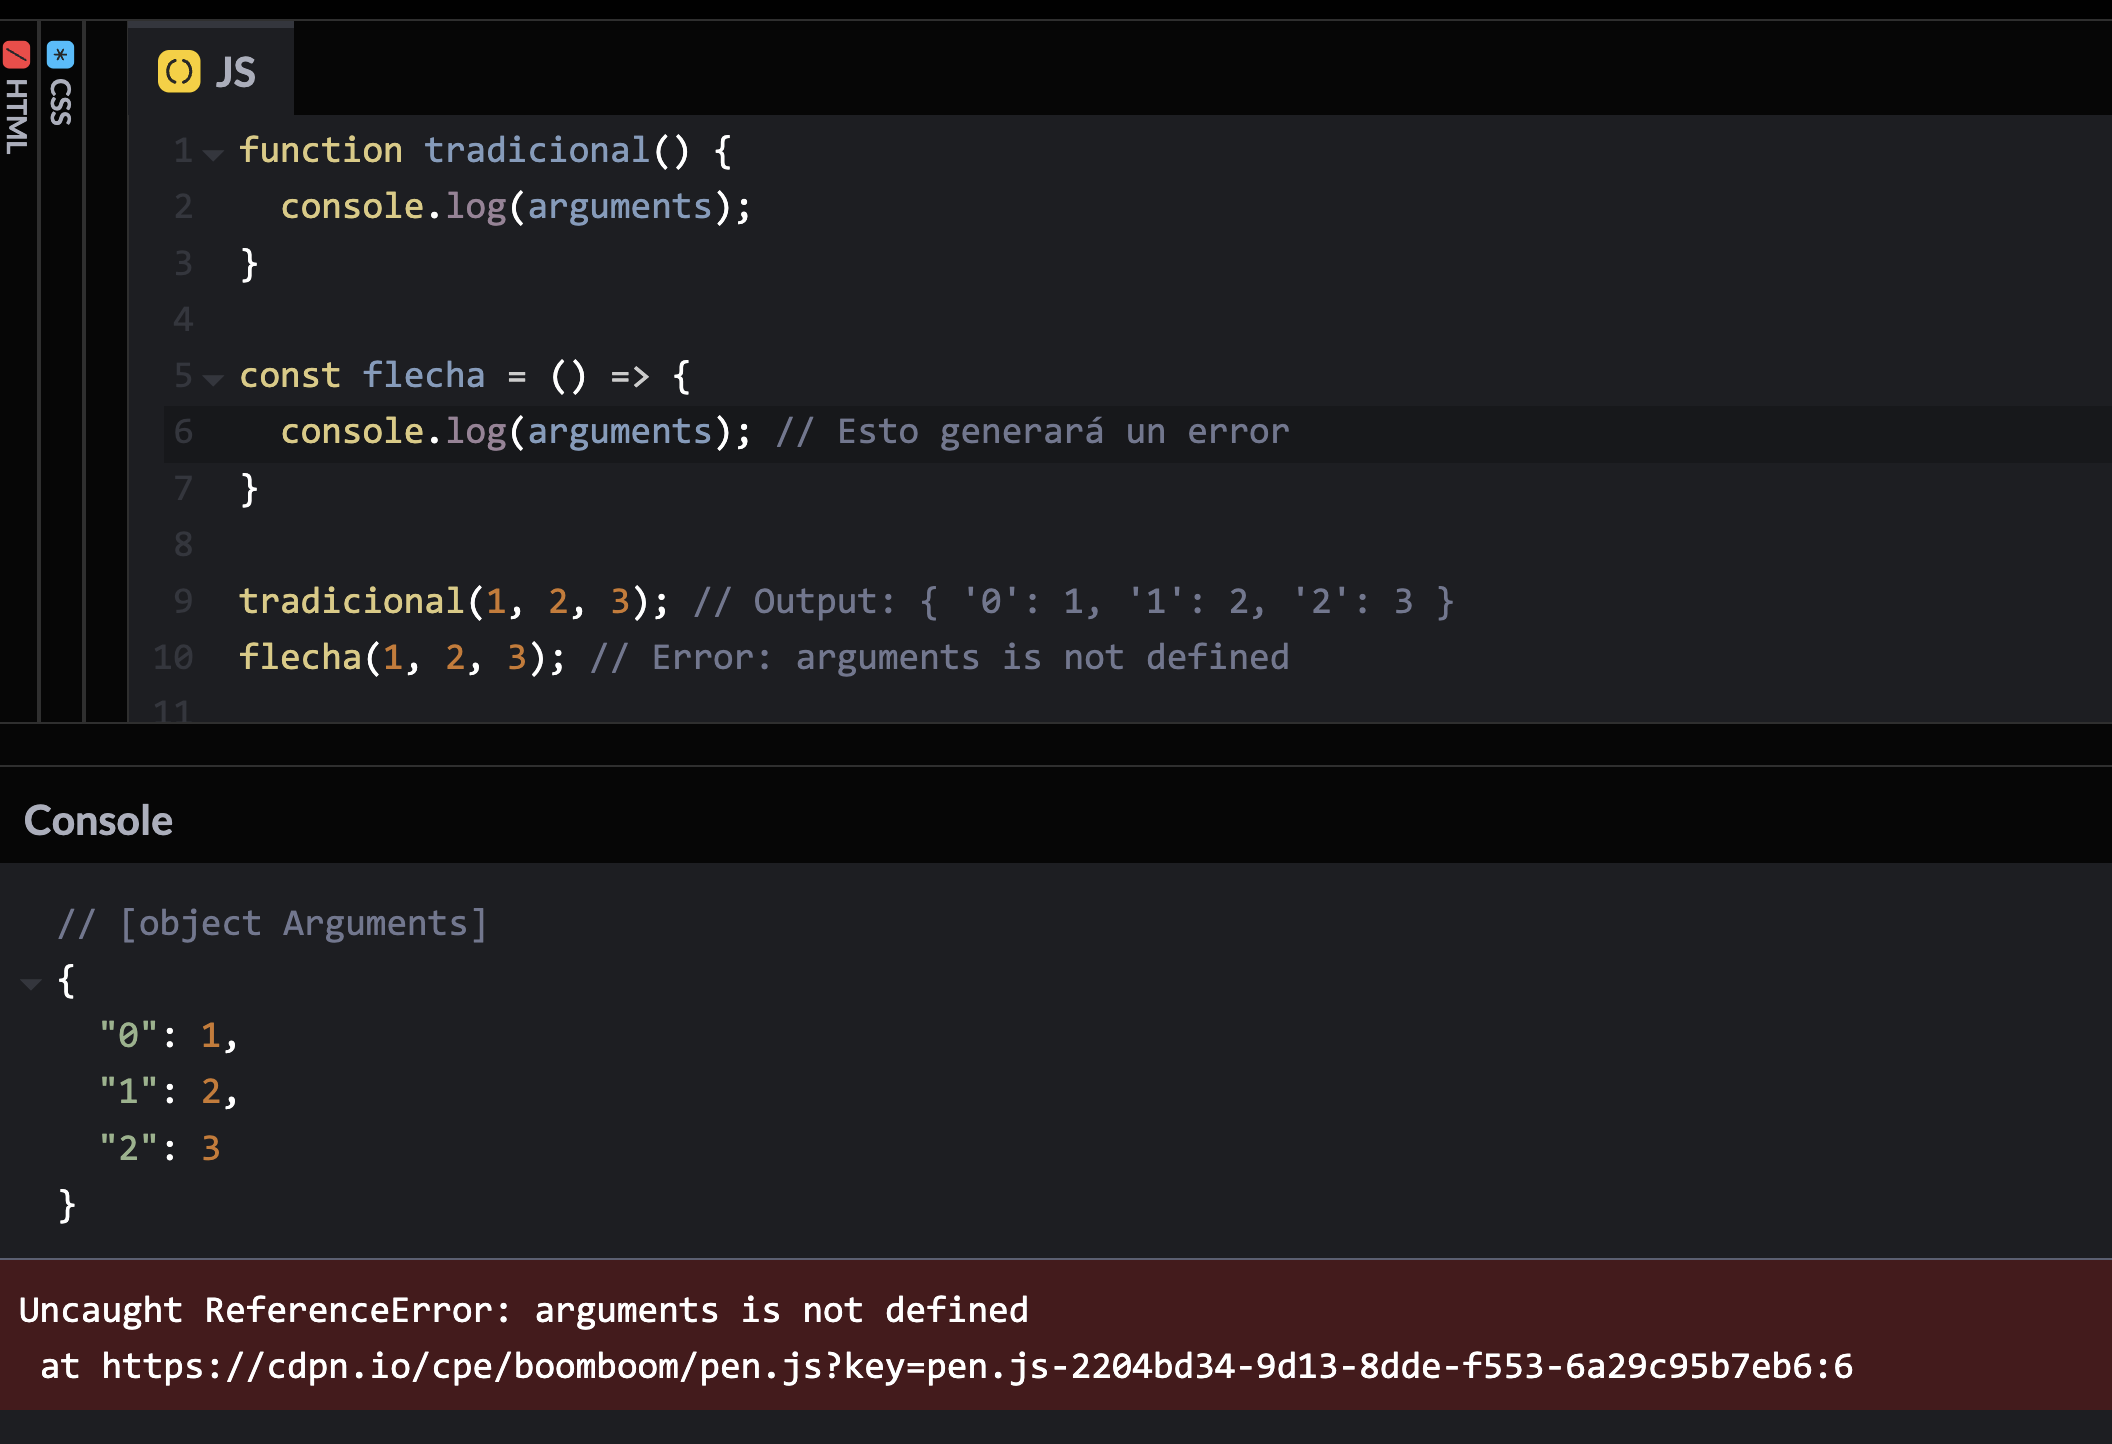 HTML
* CSS
() JS
1 function tradicional() {
2   console.log(arguments);
3 }
4
5 const flecha = () => {
6   console.log(arguments); // Esto generará un error
7 }
8
9 tradicional(1, 2, 3); // Output: { '0': 1, '1': 2, '2': 3 }
10 flecha(1, 2, 3); // Error: arguments is not defined
11
Console
// [object Arguments]
{
  "0": 1,
  "1": 2,
  "2": 3
}
Uncaught ReferenceError: arguments is not defined
 at https://cdpn.io/cpe/boomboom/pen.js?key=pen.js-2204bd34-9d13-8dde-f553-6a29c95b7eb6:6